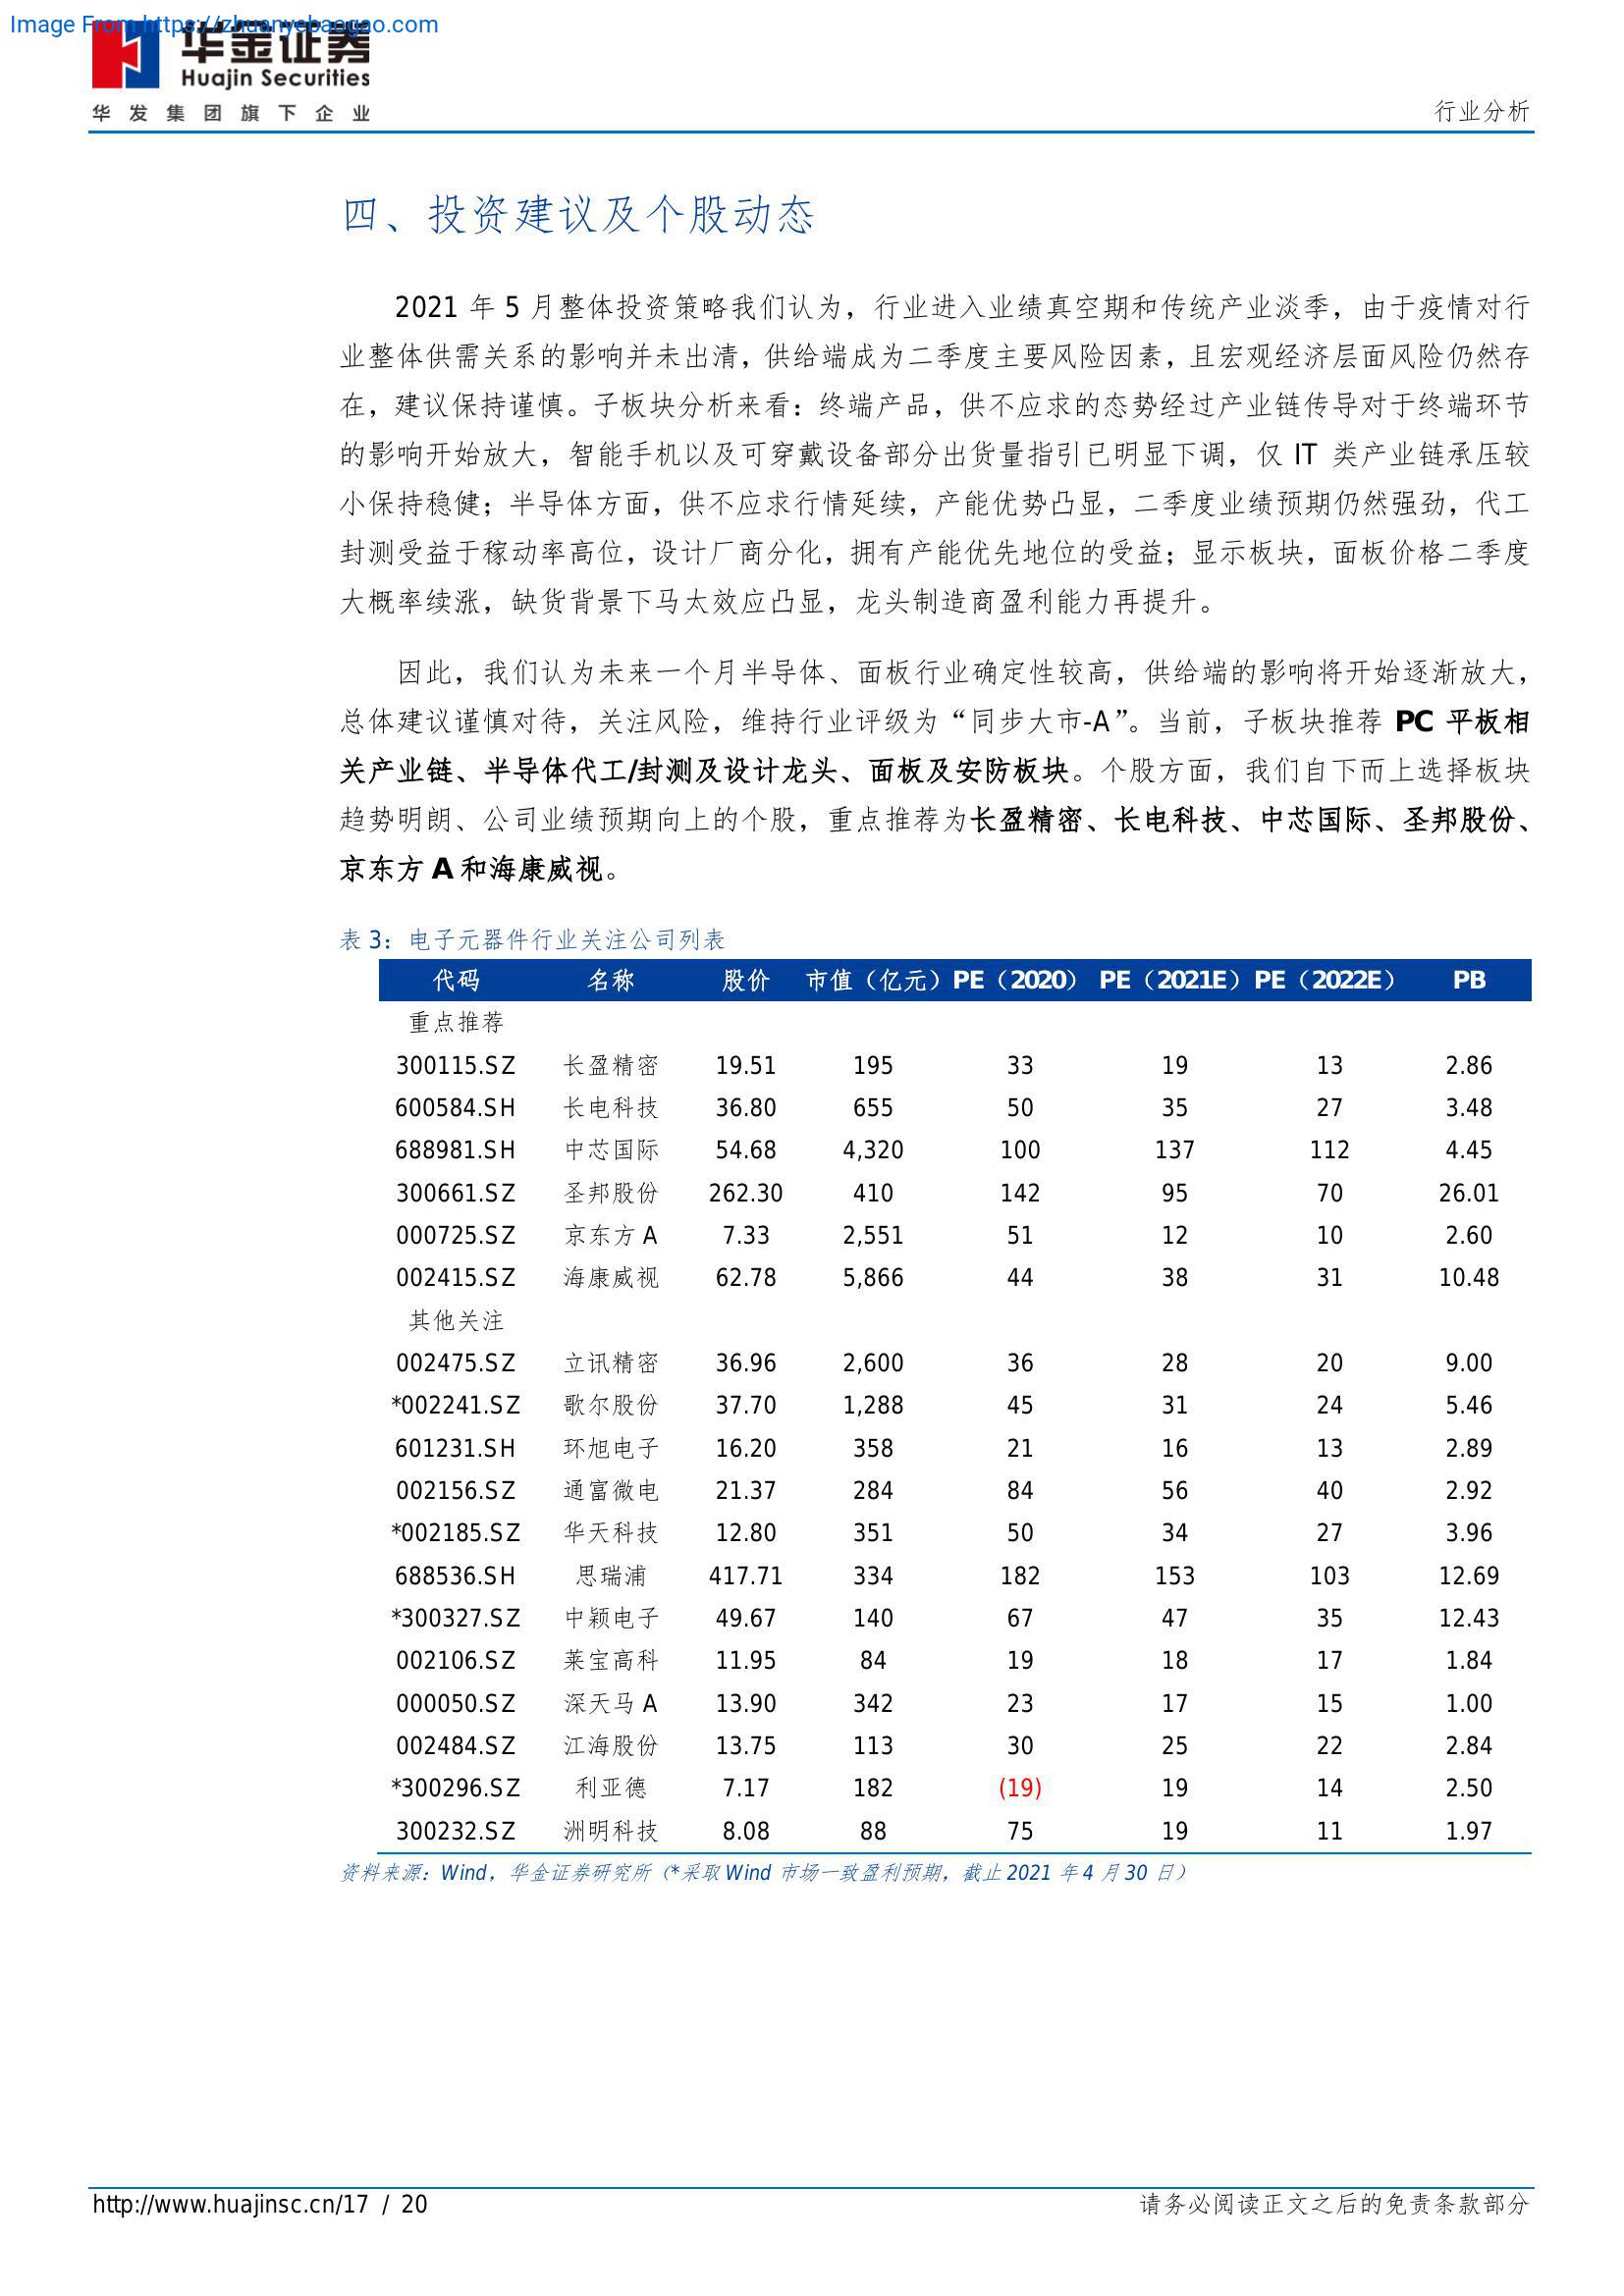 Image From https://zhuanyebaogao.com
华金证券
Huajin Securities
华发集团旗下企业
行业分析
四、投资建议及个股动态
2021 年 5 月整体投资策略我们认为，行业进入业绩真空期和传统产业淡季，由于疫情对行
业整体供需关系的影响并未出清，供给端成为二季度主要风险因素，且宏观经济层面风险仍然存
在，建议保持谨慎。子板块分析来看：终端产品，供不应求的态势经过产业链传导对于终端环节
的影响开始放大，智能手机以及可穿戴设备部分出货量指引已明显下调，仅 IT 类产业链承压较
小保持稳健；半导体方面，供不应求行情延续，产能优势凸显，二季度业绩预期仍然强劲，代工
封测受益于稼动率高位，设计厂商分化，拥有产能优先地位的受益；显示板块，面板价格二季度
大概率续涨，缺货背景下马太效应凸显，龙头制造商盈利能力再提升。
因此，我们认为未来一个月半导体、面板行业确定性较高，供给端的影响将开始逐渐放大，
总体建议谨慎对待，关注风险，维持行业评级为“同步大市-A”。当前，子板块推荐 PC 平板相
关产业链、半导体代工/封测及设计龙头、面板及安防板块。个股方面，我们自下而上选择板块
趋势明朗、公司业绩预期向上的个股，重点推荐为长盈精密、长电科技、中芯国际、圣邦股份、
京东方 A 和海康威视。
表 3：电子元器件行业关注公司列表
代码 名称 股价 市值（亿元） PE（2020） PE（2021E） PE（2022E） PB
重点推荐
300115.SZ 长盈精密 19.51 195 33 19 13 2.86
600584.SH 长电科技 36.80 655 50 35 27 3.48
688981.SH 中芯国际 54.68 4,320 100 137 112 4.45
300661.SZ 圣邦股份 262.30 410 142 95 70 26.01
000725.SZ 京东方 A 7.33 2,551 51 12 10 2.60
002415.SZ 海康威视 62.78 5,866 44 38 31 10.48
其他关注
002475.SZ 立讯精密 36.96 2,600 36 28 20 9.00
*002241.SZ 歌尔股份 37.70 1,288 45 31 24 5.46
601231.SH 环旭电子 16.20 358 21 16 13 2.89
002156.SZ 通富微电 21.37 284 84 56 40 2.92
*002185.SZ 华天科技 12.80 351 50 34 27 3.96
688536.SH 思瑞浦 417.71 334 182 153 103 12.69
*300327.SZ 中颖电子 49.67 140 67 47 35 12.43
002106.SZ 莱宝高科 11.95 84 19 18 17 1.84
000050.SZ 深天马 A 13.90 342 23 17 15 1.00
002484.SZ 江海股份 13.75 113 30 25 22 2.84
*300296.SZ 利亚德 7.17 182 (19) 19 14 2.50
300232.SZ 洲明科技 8.08 88 75 19 11 1.97
资料来源：Wind，华金证券研究所（*采取 Wind 市场一致盈利预期，截止 2021 年 4 月 30 日）
http://www.huajinsc.cn/17 / 20
请务必阅读正文之后的免责条款部分